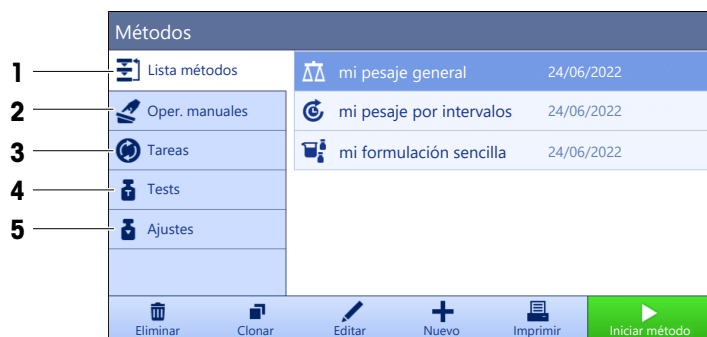 Métodos
1
Lista métodos
mi pesaje general 24/06/2022
2
Oper. manuales
mi pesaje por intervalos 24/06/2022
3
Tareas
mi formulación sencilla 24/06/2022
4
Tests
5
Ajustes
Eliminar Clonar Editar Nuevo Imprimir Iniciar método